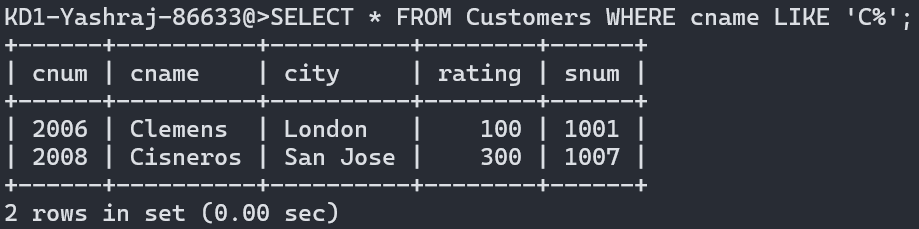 KD1-Yashraj-86633@>SELECT * FROM Customers WHERE cname LIKE 'C%';
+------+----------+----------+--------+------+
| cnum | cname    | city     | rating | snum |
+------+----------+----------+--------+------+
| 2006 | Clemens  | London   |    100 | 1001 |
| 2008 | Cisneros | San Jose |    300 | 1007 |
+------+----------+----------+--------+------+
2 rows in set (0.00 sec)